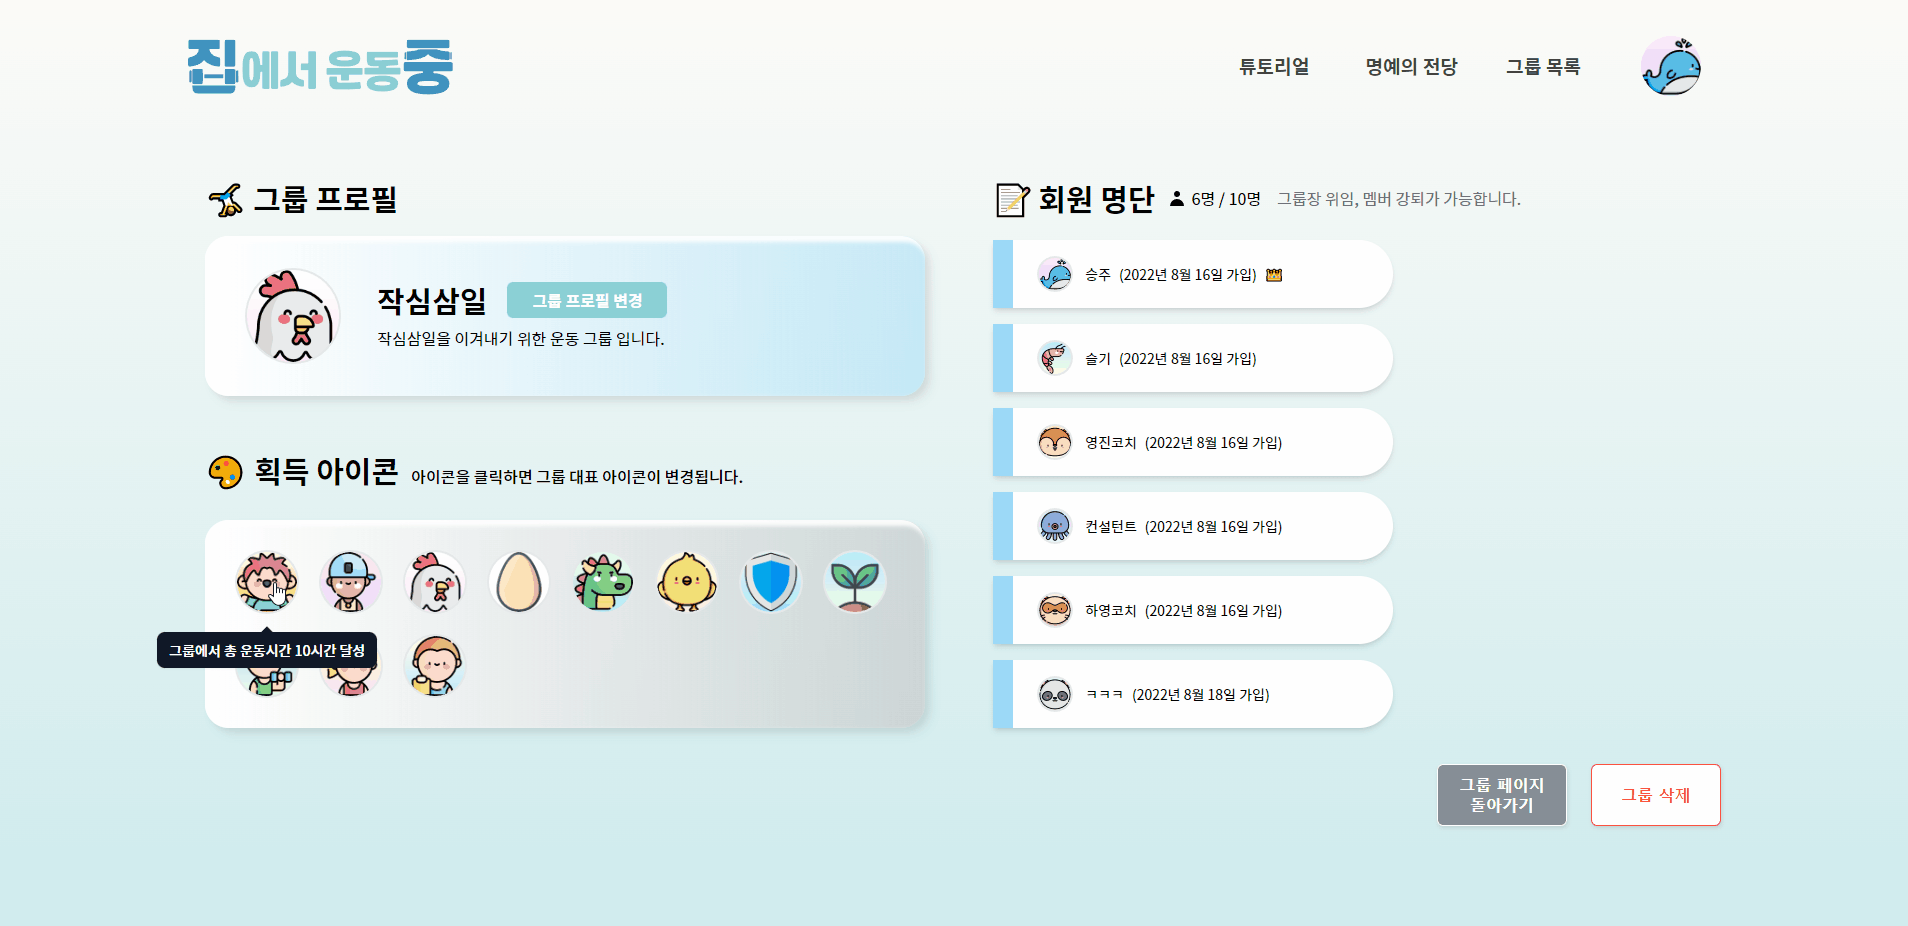 집에서 운동중
튜토리얼
명예의 전당
그룹 목록
그룹 프로필
작심삼일
그룹 프로필 변경
작심삼일을 이겨내기 위한 운동 그룹 입니다.
획득 아이콘
아이콘을 클릭하면 그룹 대표 아이콘이 변경됩니다.
그룹에서 총 운동시간 10시간 달성
회원 명단
6명 / 10명
그룹장 위임, 멤버 강퇴가 가능합니다.
승주 (2022년 8월 16일 가입)
슬기 (2022년 8월 16일 가입)
영진코치 (2022년 8월 16일 가입)
컨설턴트 (2022년 8월 16일 가입)
하영코치 (2022년 8월 16일 가입)
ㅋㅋㅋ (2022년 8월 18일 가입)
그룹 페이지
돌아가기
그룹 삭제